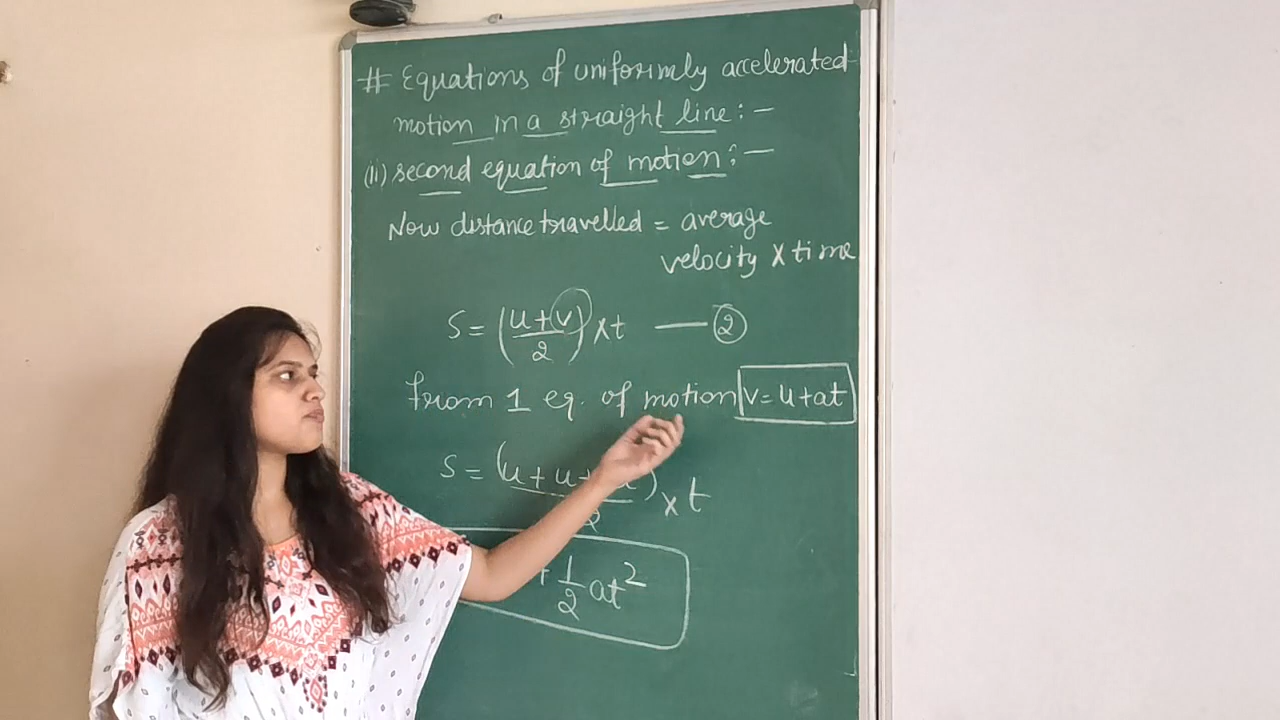 # Equations of uniformly accelerated
motion in a straight line:-
(ii) second equation of motion:-
Now distance travelled = average
velocity x time
S = (u+v/2) x t — ②
from 1 eq. of motion v = u+at
S = (u + u + /2) x t
+ 1/2 at²